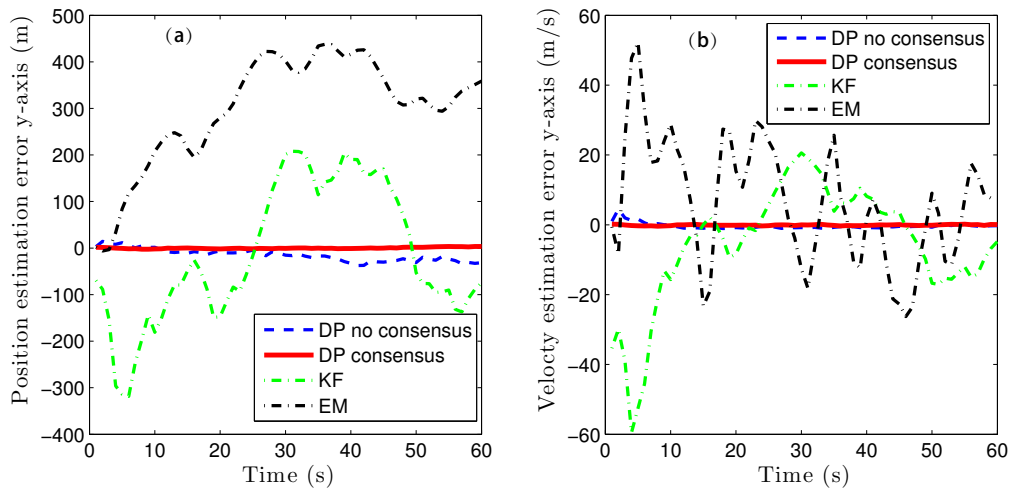 (a)
Position estimation error y-axis (m)
500
400
300
200
100
0
−100
−200
−300
−400
0 10 20 30 40 50 60
Time (s)
DP no consensus
DP consensus
KF
EM
(b)
Velocty estimation error y-axis (m/s)
60
40
20
0
−20
−40
−60
0 10 20 30 40 50 60
Time (s)
DP no consensus
DP consensus
KF
EM